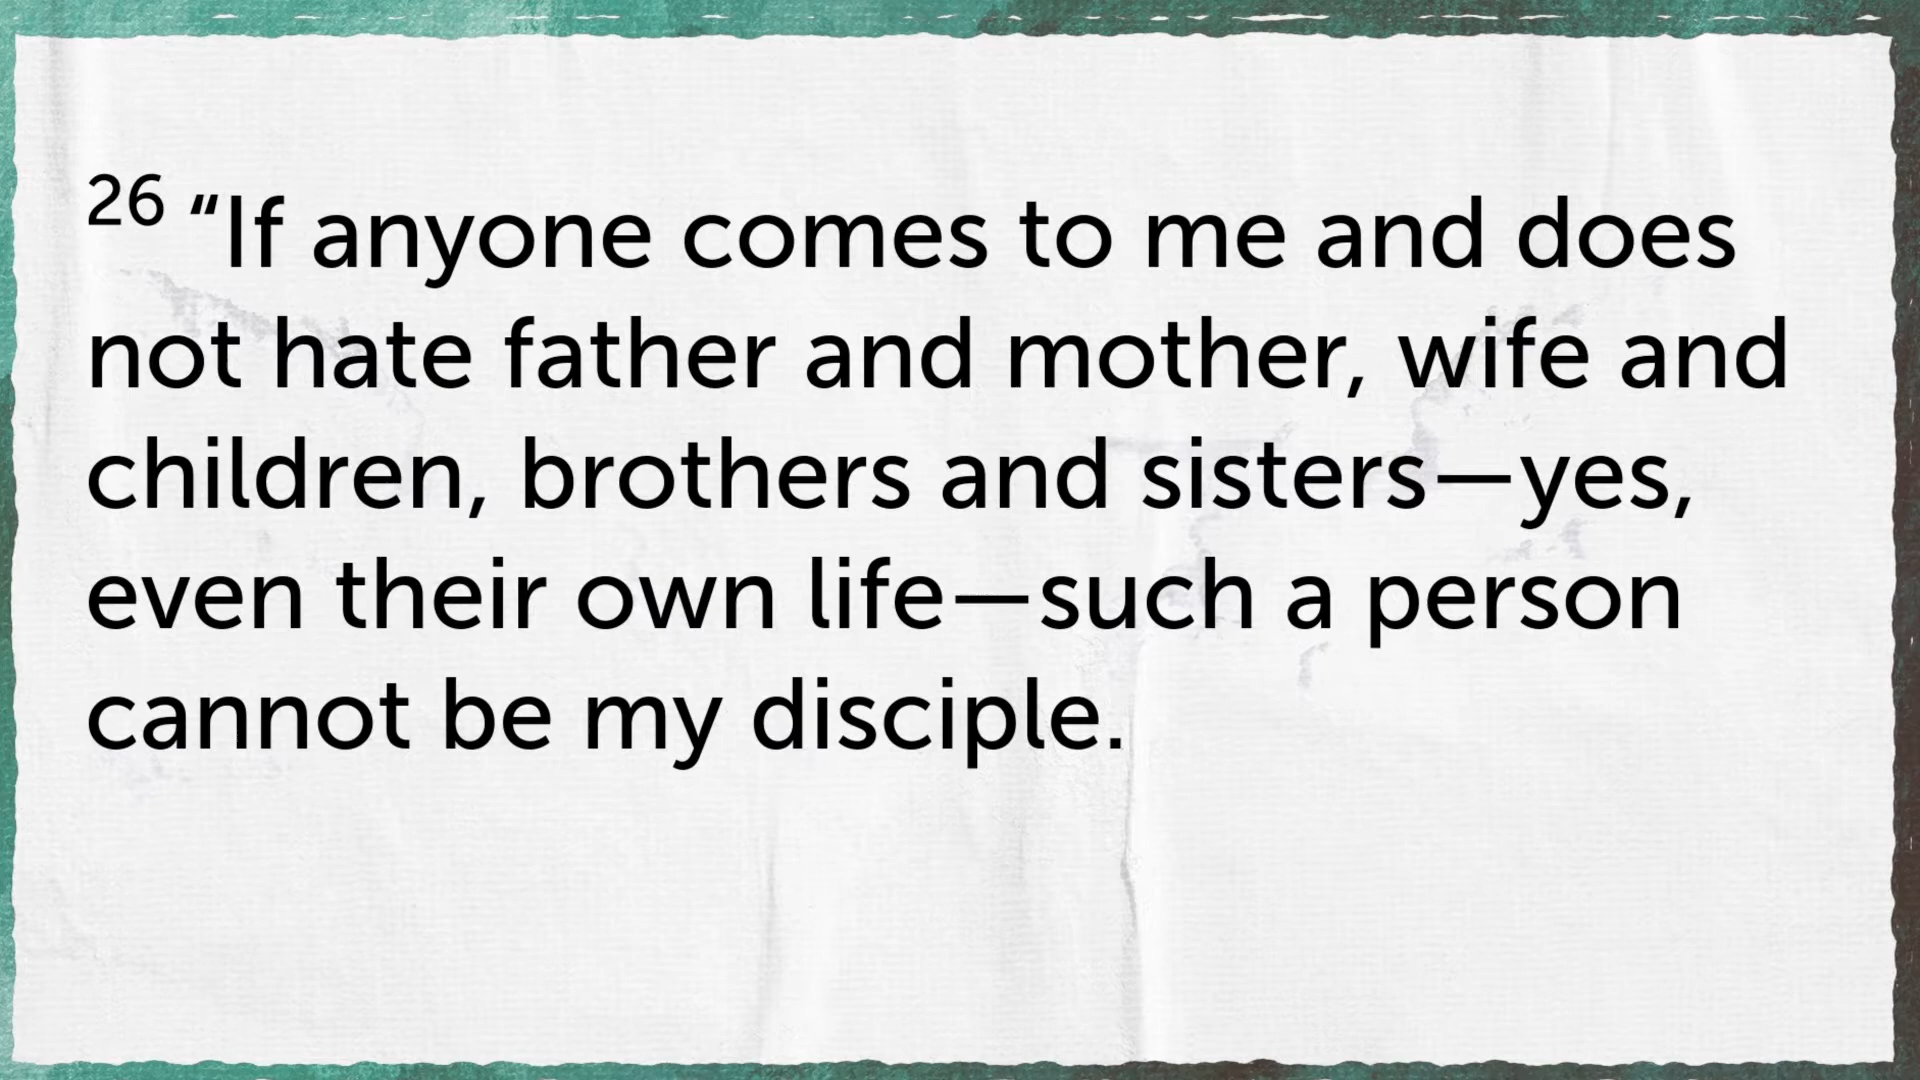 26 “If anyone comes to me and does
not hate father and mother, wife and
children, brothers and sisters—yes,
even their own life—such a person
cannot be my disciple.